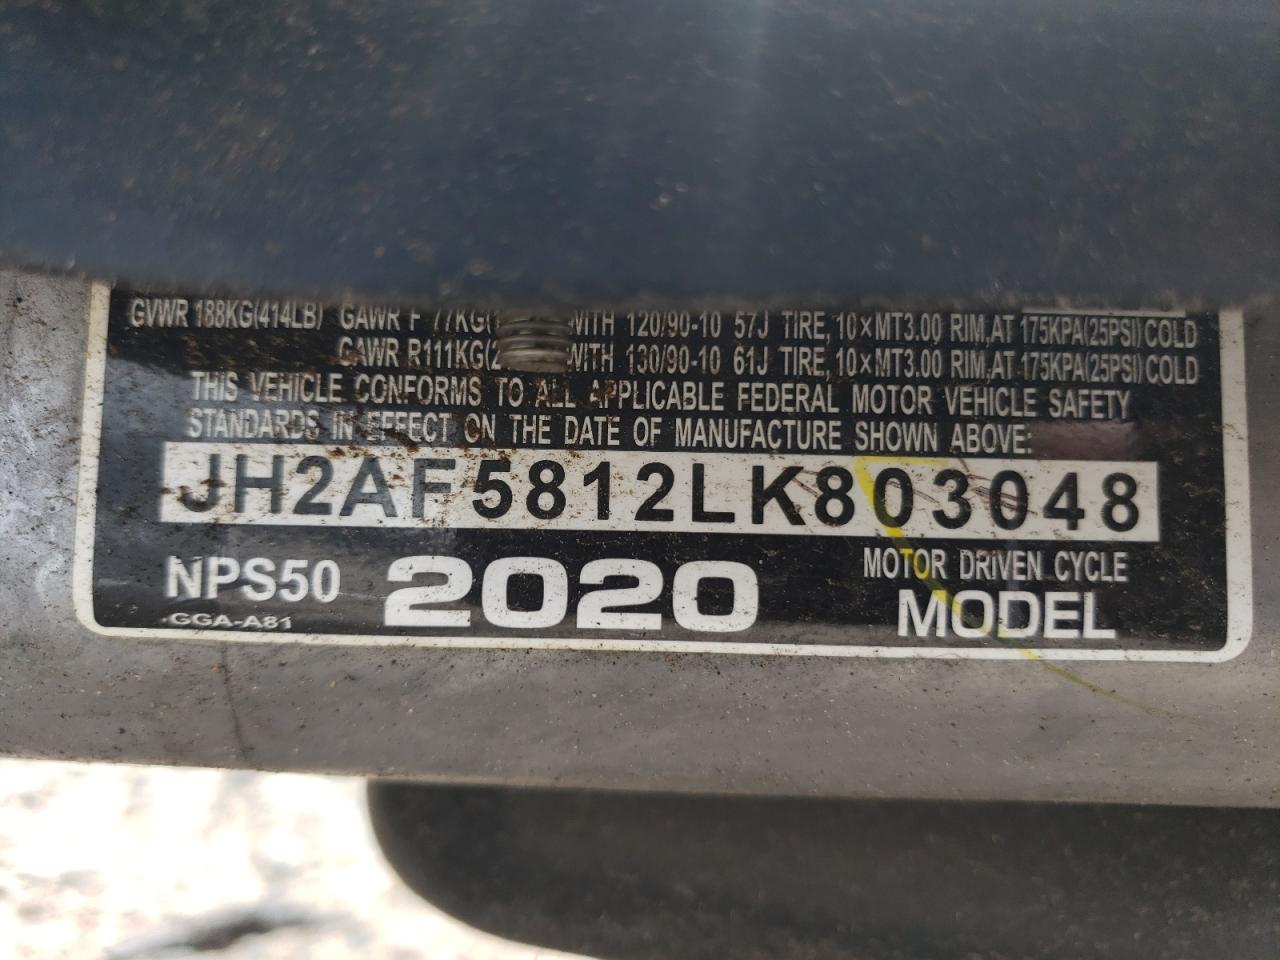 GVWR 188KG(414LB) GAWR F 77KG( WITH 120/90-10 57J TIRE, 10×MT3.00 RIM,AT 175KPA(25PSI)COLD
GAWR R111KG(2 WITH 130/90-10 61J TIRE, 10×MT3.00 RIM,AT 175KPA(25PSI)COLD
THIS VEHICLE CONFORMS TO ALL APPLICABLE FEDERAL MOTOR VEHICLE SAFETY
STANDARDS IN EFFECT ON THE DATE OF MANUFACTURE SHOWN ABOVE:
JH2AF5812LK803048
NPS50 2020 MOTOR DRIVEN CYCLE
GGA-A81 MODEL